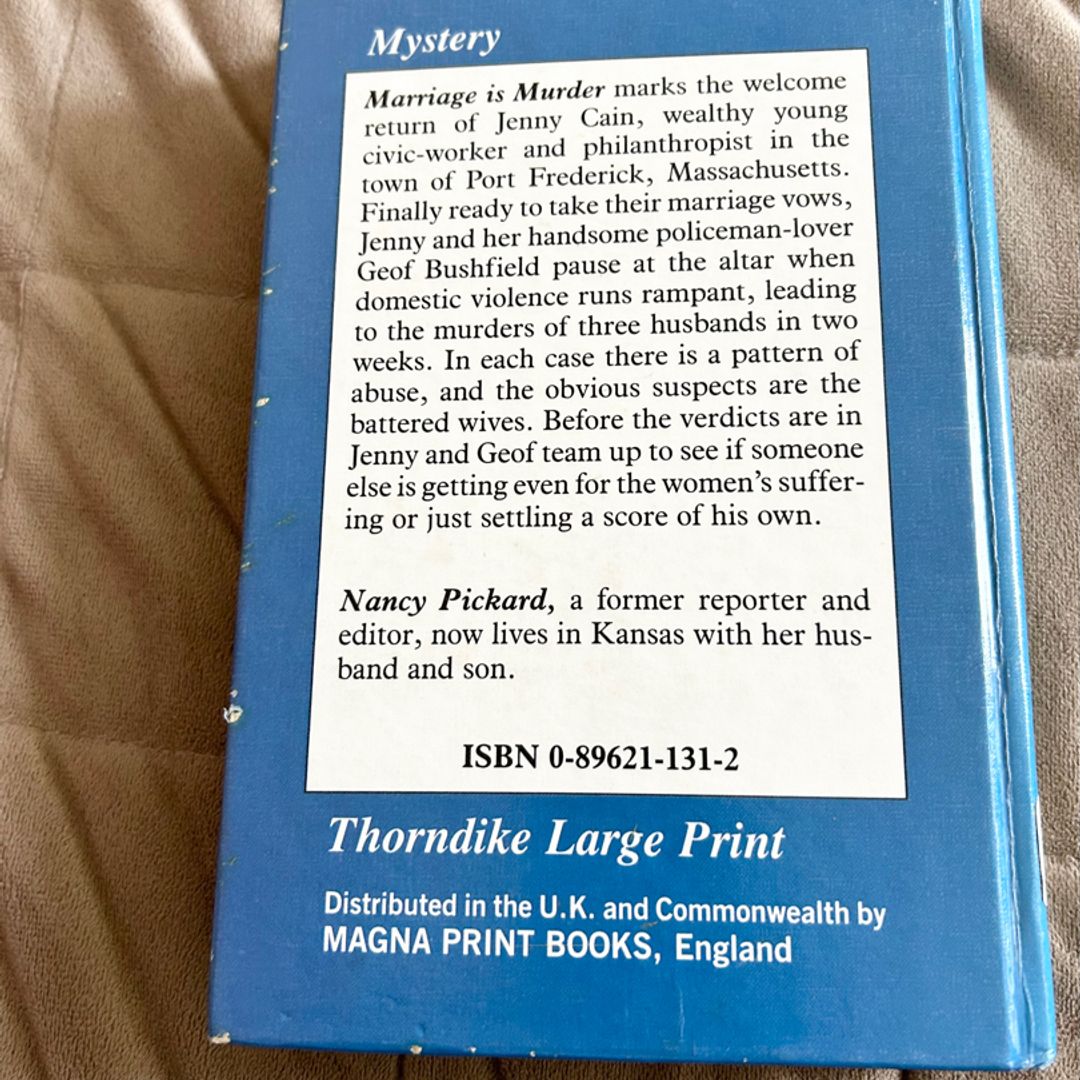 Mystery
Marriage is Murder marks the welcome
return of Jenny Cain, wealthy young
civic-worker and philanthropist in the
town of Port Frederick, Massachusetts.
Finally ready to take their marriage vows,
Jenny and her handsome policeman-lover
Geof Bushfield pause at the altar when
domestic violence runs rampant, leading
to the murders of three husbands in two
weeks. In each case there is a pattern of
abuse, and the obvious suspects are the
battered wives. Before the verdicts are in
Jenny and Geof team up to see if someone
else is getting even for the women's suffer-
ing or just settling a score of his own.
Nancy Pickard, a former reporter and
editor, now lives in Kansas with her hus-
band and son.
ISBN 0-89621-131-2
Thorndike Large Print
Distributed in the U.K. and Commonwealth by
MAGNA PRINT BOOKS, England